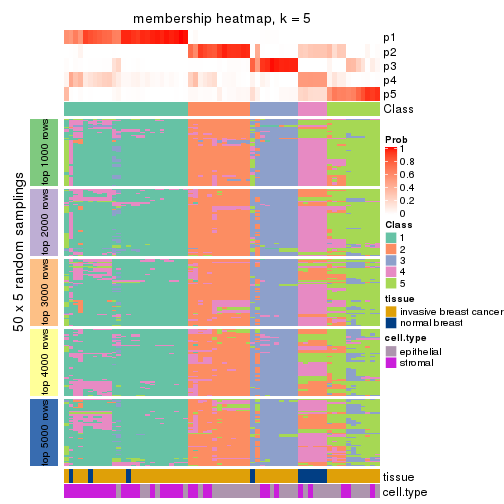 membership heatmap, k = 5
p1
p2
p3
p4
p5
Class
50 x 5 random samplings
top 1000 rows
top 2000 rows
top 3000 rows
top 4000 rows
top 5000 rows
Prob
1
0.8
0.6
0.4
0.2
0
Class
1
2
3
4
5
tissue
invasive breast cancer
normal breast
cell.type
epithelial
stromal
tissue
cell.type